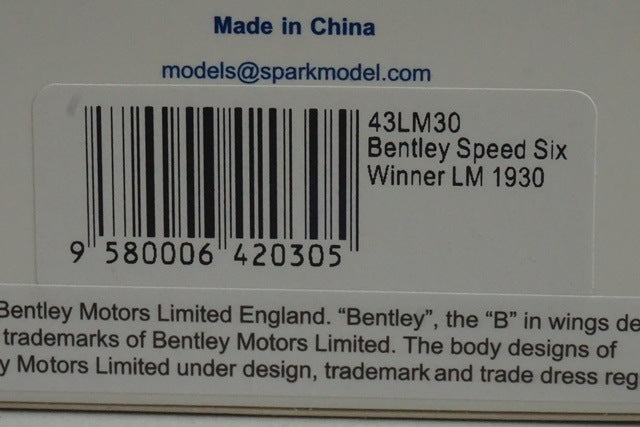 Made in China
models@sparkmodel.com
43LM30
Bentley Speed Six
Winner LM 1930
9 580006 420305
Bentley Motors Limited England. “Bentley”, the “B” in wings de
trademarks of Bentley Motors Limited. The body designs of
y Motors Limited under design, trademark and trade dress reg